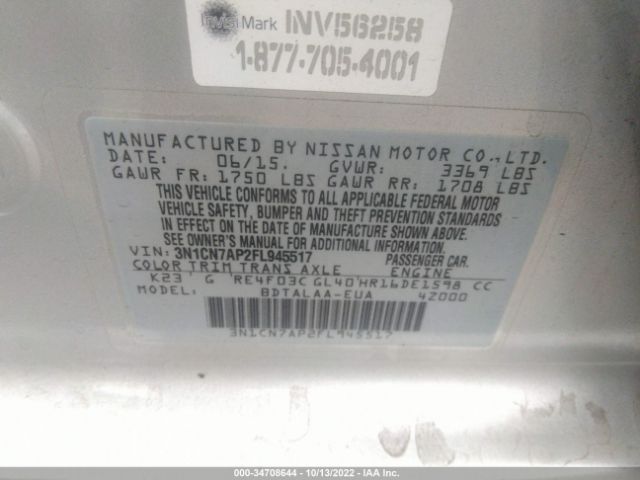 InvisiMark INV56258
1-877-705-4001
MANUFACTURED BY NISSAN MOTOR CO.,LTD.
DATE: 06/15. GVWR: 3369 LBS
GAWR FR: 1750 LBS GAWR RR: 1708 LBS
THIS VEHICLE CONFORMS TO ALL APPLICABLE FEDERAL MOTOR
VEHICLE SAFETY, BUMPER AND THEFT PREVENTION STANDARDS
IN EFFECT ON THE DATE OF MANUFACTURE SHOWN ABOVE.
SEE OWNER'S MANUAL FOR GENERAL INFORMATION.
VIN: 3N1CN7AP2FL945517 PASSENGER CAR.
COLOR TRIM TRANS AXLE ENGINE
K23 G RE4F03C GL40 HR16DE1598 CC
BDTALAA-EUA 42000
3N1CN7AP2FL945517
000-34708644 | 10/13/2022 | IAA Inc.